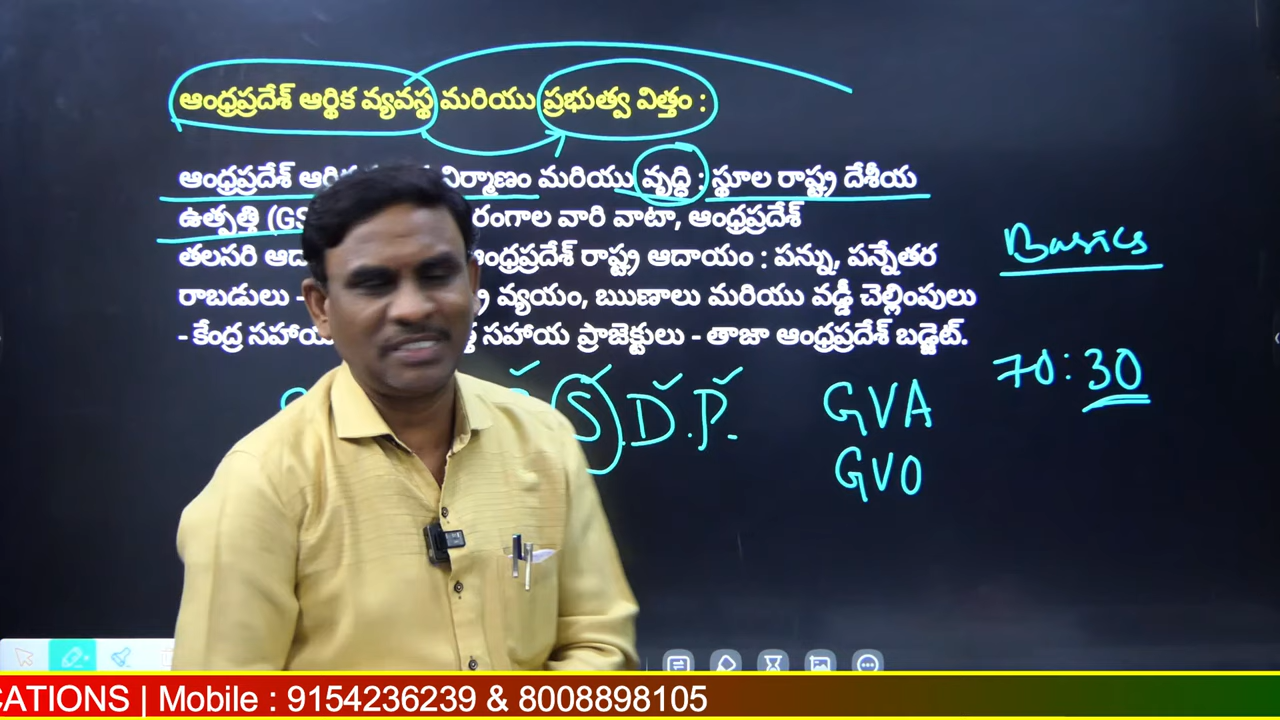 ఆంధ్రప్రదేశ్ ఆర్థిక వ్యవస్థ మరియు ప్రభుత్వ విత్తం :
ఆంధ్రప్రదేశ్ నిర్మాణం మరియు వృద్ధి : స్థూల రాష్ట్ర దేశీయ
ఉత్పత్తి (GS రంగాల వారి వాటా, ఆంధ్రప్రదేశ్
తలసరి ఆంధ్రప్రదేశ్ రాష్ట్ర ఆదాయం : పన్ను, పన్నేతర
రాబడులు - వ్యయం, ఋణాలు మరియు వడ్డీ చెల్లింపులు
- కేంద్ర సహాయ ప్రాజెక్టులు - తాజా ఆంధ్రప్రదేశ్ బడ్జెట్.
Basics
70:30
S.D.P.
GVA
GVO
CATIONS | Mobile : 9154236239 & 8008898105